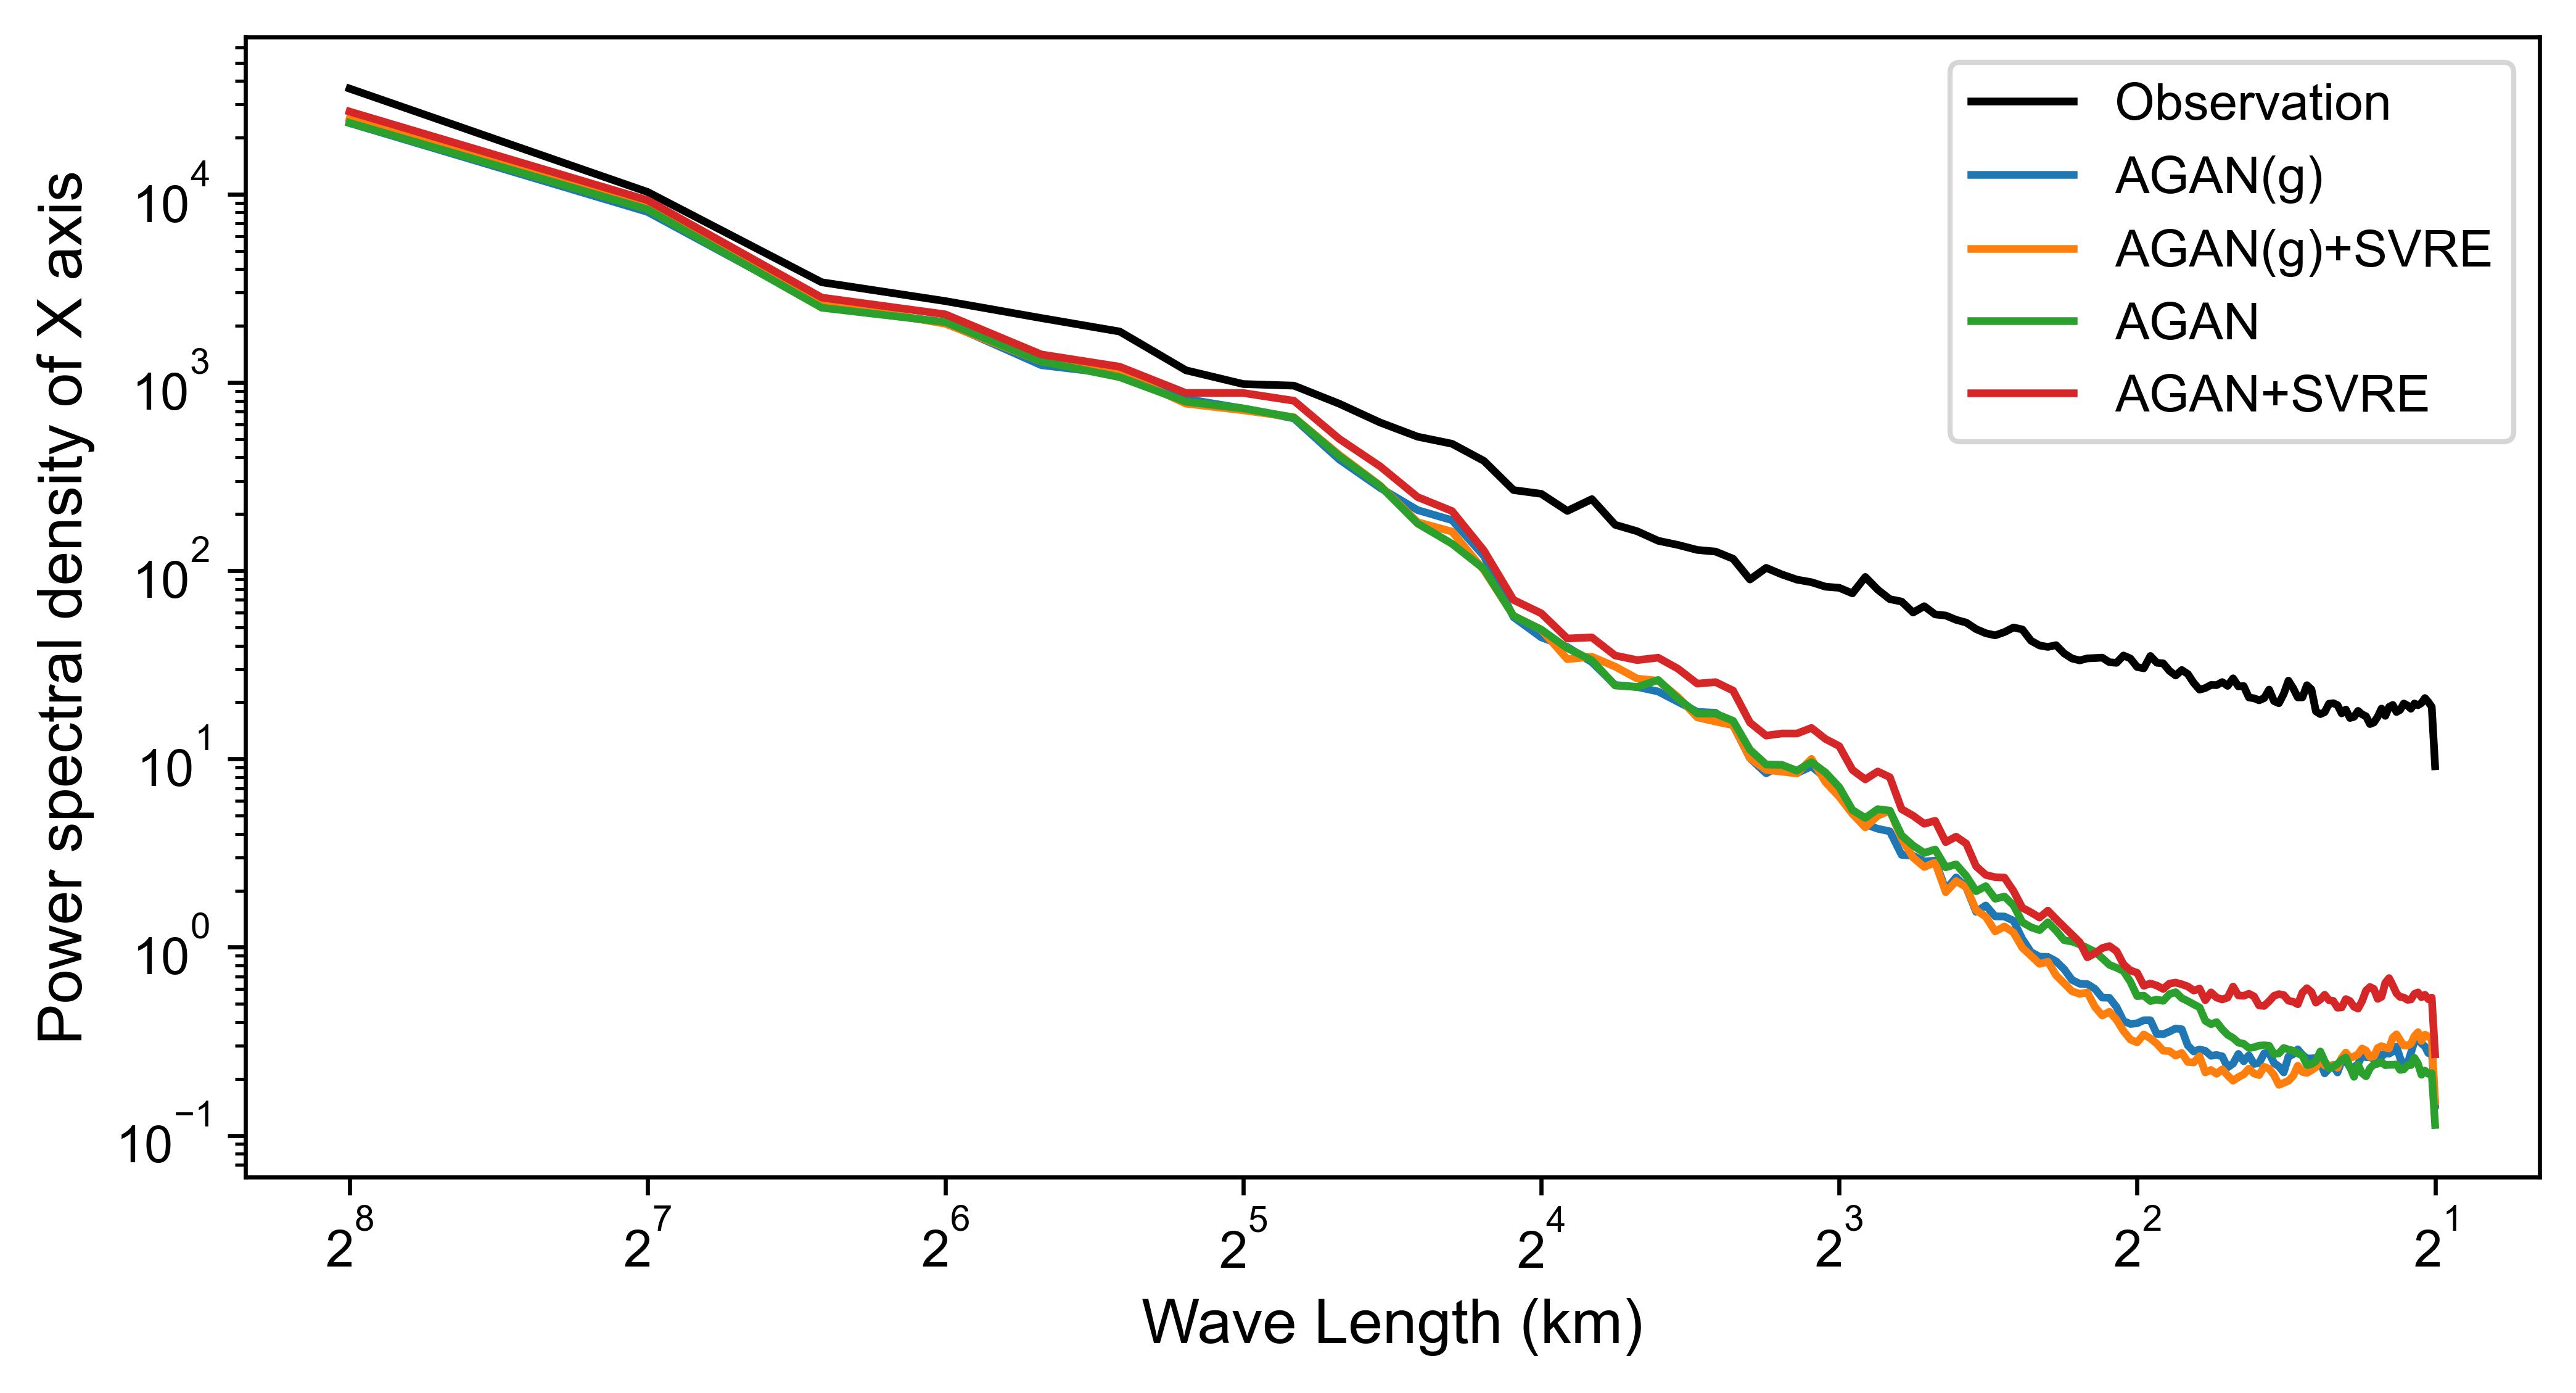 Power spectral density of X axis
10^4
10^3
10^2
10^1
10^0
10^−1
Observation
AGAN(g)
AGAN(g)+SVRE
AGAN
AGAN+SVRE
2^8 2^7 2^6 2^5 2^4 2^3 2^2 2^1
Wave Length (km)